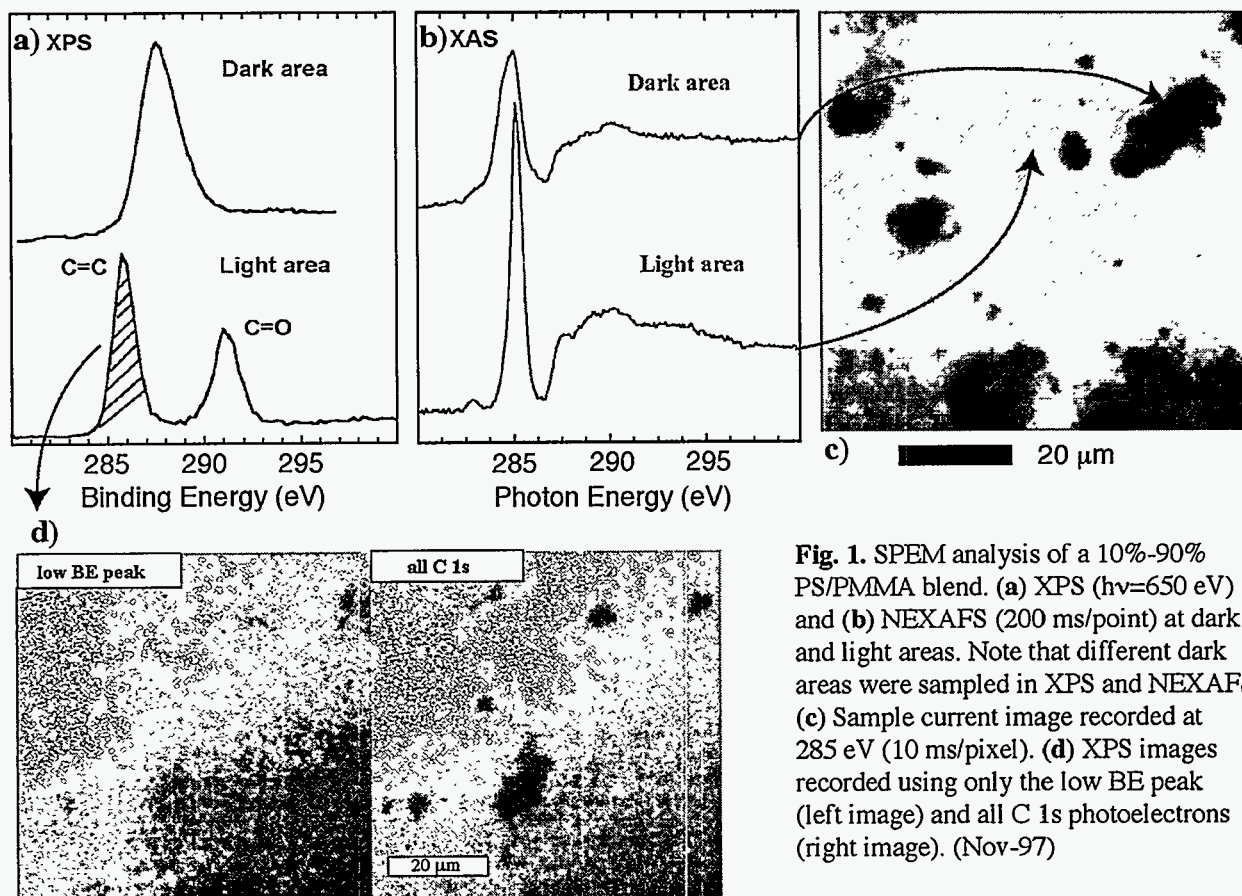 a) XPS
Dark area
C=C
Light area
C=O
285 290 295
Binding Energy (eV)
b) XAS
Dark area
Light area
285 290 295
Photon Energy (eV)
c)
20 μm
d)
low BE peak
all C 1s
20 μm
Fig. 1. SPEM analysis of a 10%-90%
PS/PMMA blend. (a) XPS (hν=650 eV)
and (b) NEXAFS (200 ms/point) at dark
and light areas. Note that different dark
areas were sampled in XPS and NEXAF
(c) Sample current image recorded at
285 eV (10 ms/pixel). (d) XPS images
recorded using only the low BE peak
(left image) and all C 1s photoelectrons
(right image). (Nov-97)